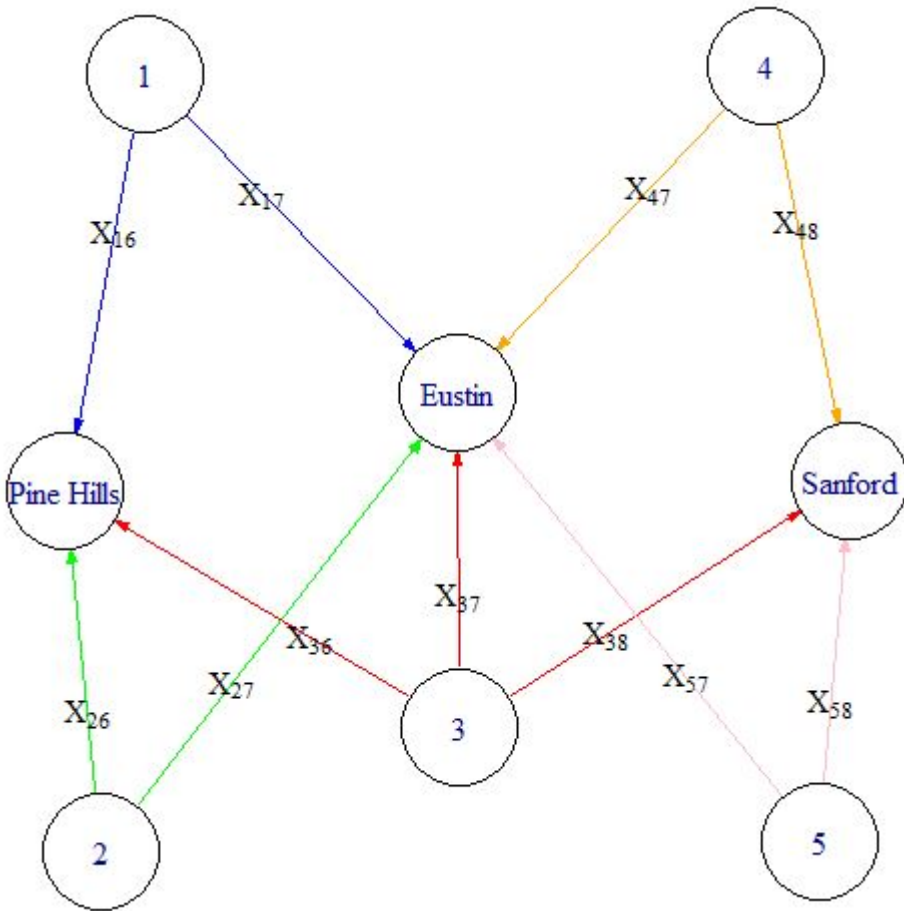 1
4
X₁₇
X₄₇
X₁₆
X₄₈
Eustin
Pine Hills
Sanford
X₃₇
X₃₆
X₃₈
X₂₇
X₅₇
X₂₆
X₅₈
3
2
5